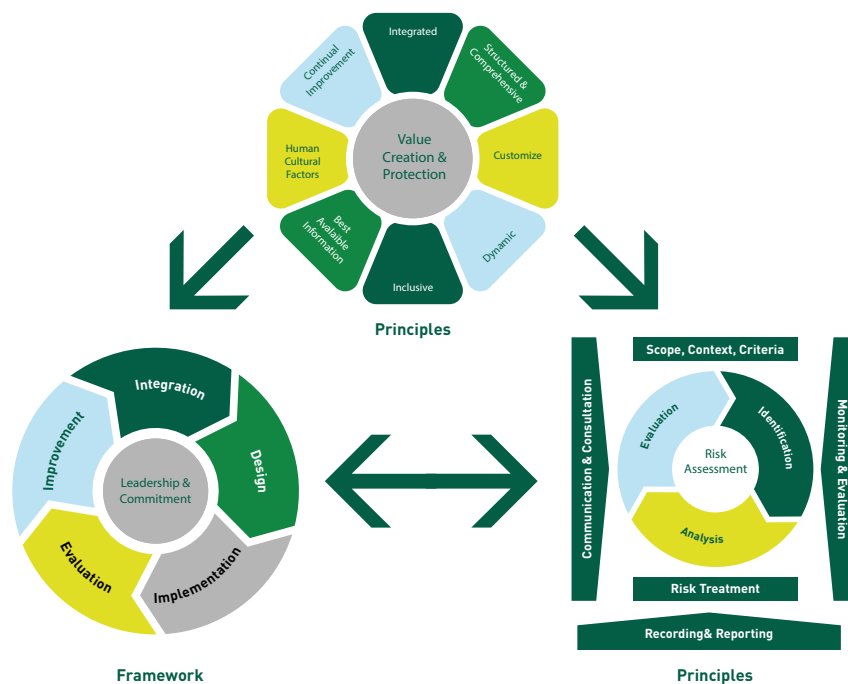 Integrated
Structured &
Comprehensive
Customize
Dynamic
Inclusive
Best
Avalaible
Information
Human
Cultural
Factors
Continual
Improvement
Value
Creation &
Protection
Principles
Integration
Design
Implementation
Evaluation
Improvement
Leadership &
Commitment
Framework
Scope, Context, Criteria
Communication & Consultation
Evaluation
Identification
Analysis
Risk
Assessment
Monitoring & Evaluation
Risk Treatment
Recording& Reporting
Principles